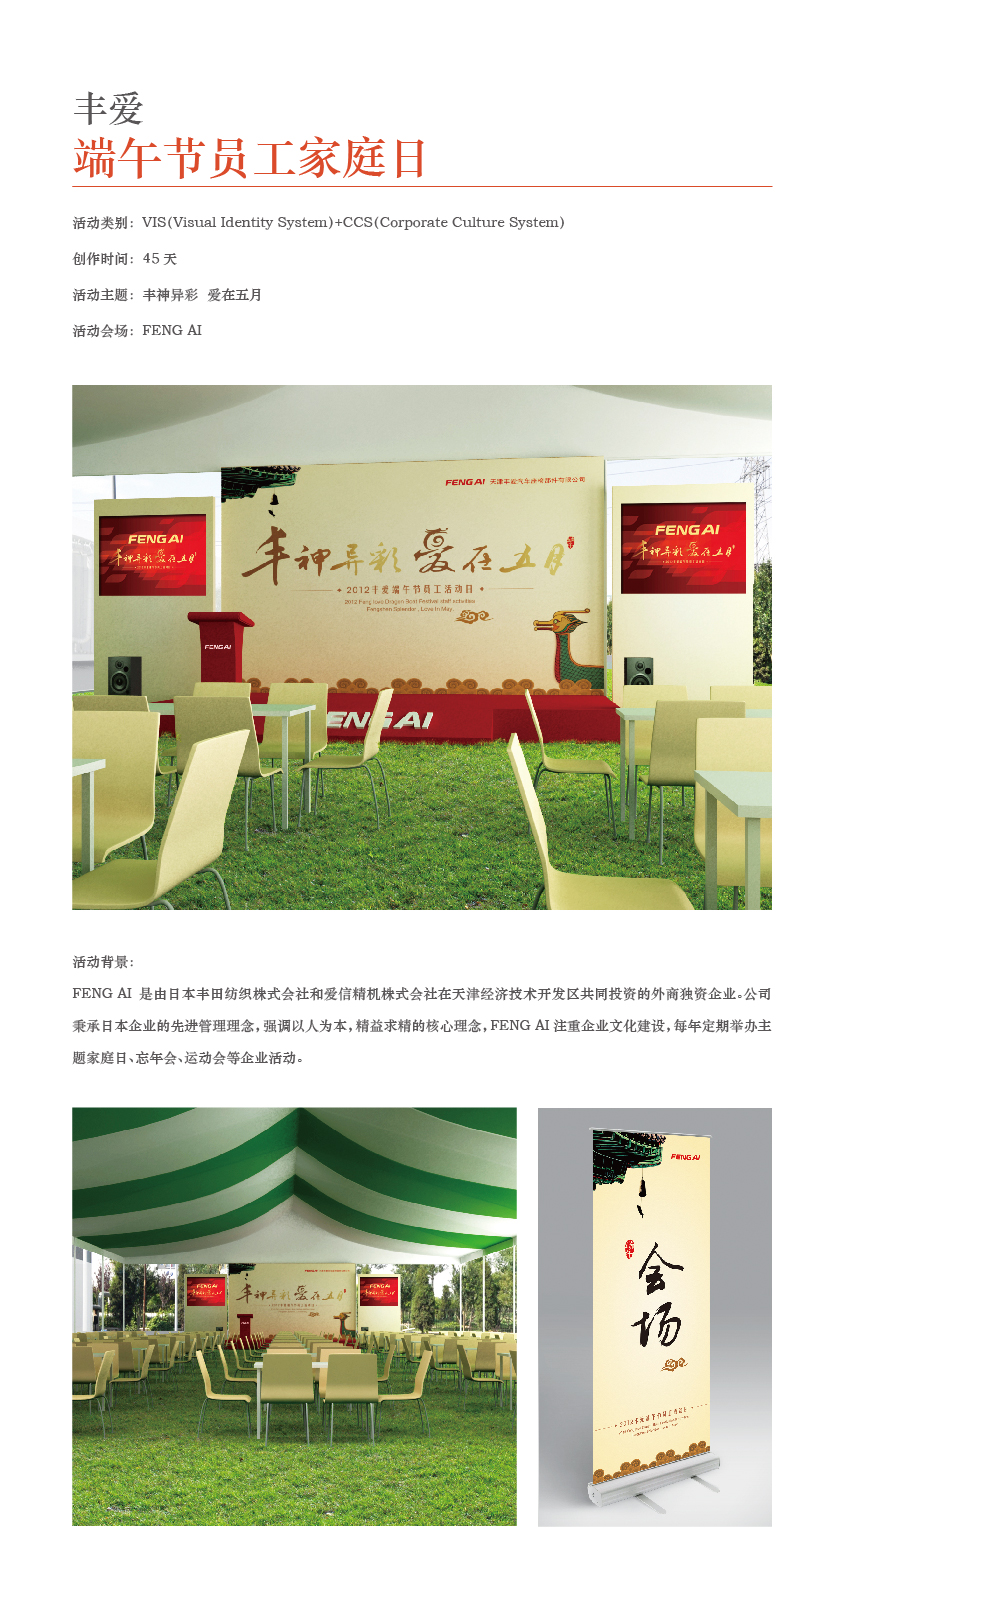 丰爱
端午节员工家庭日
活动类别：VIS(Visual Identity System)+CCS(Corporate Culture System)
创作时间：45 天
活动主题：丰神异彩 爱在五月
活动会场：FENG AI
FENG AI 天津丰爱汽车座椅部件有限公司
丰神异彩 爱在五月
2012丰爱端午节员工活动日
2012 Feng love Dragon Boat Festival staff activities
Fengshen Splendor , Love In May.
FENG AI
丰神异彩 爱在五月
FENG AI
丰神异彩 爱在五月
FENG AI
FENG AI
活动背景：
FENG AI 是由日本丰田纺织株式会社和爱信精机株式会社在天津经济技术开发区共同投资的外商独资企业。公司
秉承日本企业的先进管理理念，强调以人为本，精益求精的核心理念，FENG AI 注重企业文化建设，每年定期举办主
题家庭日、忘年会、运动会等企业活动。
FENG AI
丰神异彩 爱在五月
FENG AI
FENG AI
FENG AI
会场
2012丰爱端午节员工活动日